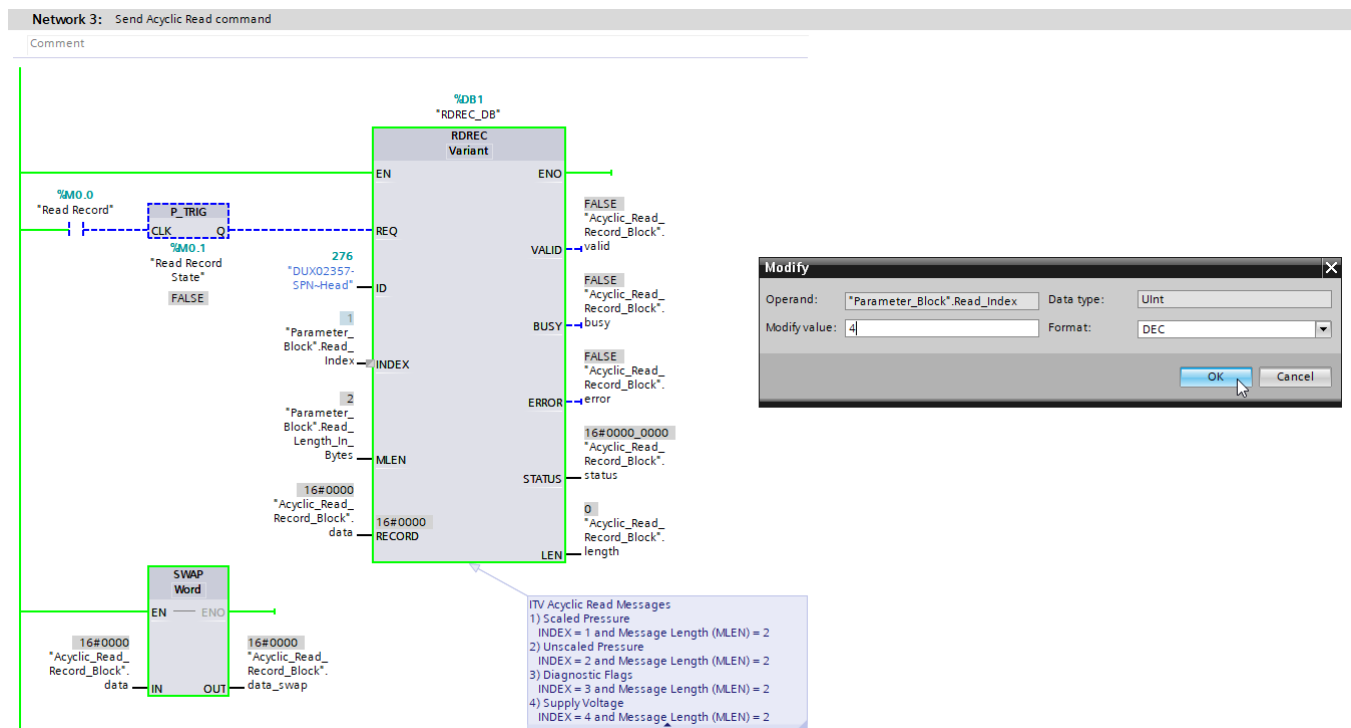 Network 3: Send Acyclic Read command
Comment
%DB1
"RDREC_DB"
RDREC
Variant
EN
ENO
%M0.0
"Read Record"
P_TRIG
CLK
Q
%M0.1
"Read Record
State"
FALSE
REQ
276
"DUX02357-
SPN~Head"
ID
1
"Parameter_
Block".Read_
Index
INDEX
2
"Parameter_
Block".Read_
Length_In_
Bytes
MLEN
16#0000
"Acyclic_Read_
Record_Block".
data
16#0000
RECORD
FALSE
"Acyclic_Read_
Record_Block".
valid
VALID
FALSE
"Acyclic_Read_
Record_Block".
busy
BUSY
FALSE
"Acyclic_Read_
Record_Block".
error
ERROR
16#0000_0000
"Acyclic_Read_
Record_Block".
status
STATUS
0
"Acyclic_Read_
Record_Block".
length
LEN
Modify
X
Operand:
"Parameter_Block".Read_Index
Data type:
UInt
Modify value:
4
Format:
DEC
OK
Cancel
SWAP
Word
EN
ENO
16#0000
"Acyclic_Read_
Record_Block".
data
IN
OUT
16#0000
"Acyclic_Read_
Record_Block".
data_swap
ITV Acyclic Read Messages
1) Scaled Pressure
INDEX = 1 and Message Length (MLEN) = 2
2) Unscaled Pressure
INDEX = 2 and Message Length (MLEN) = 2
3) Diagnostic Flags
INDEX = 3 and Message Length (MLEN) = 2
4) Supply Voltage
INDEX = 4 and Message Length (MLEN) = 2